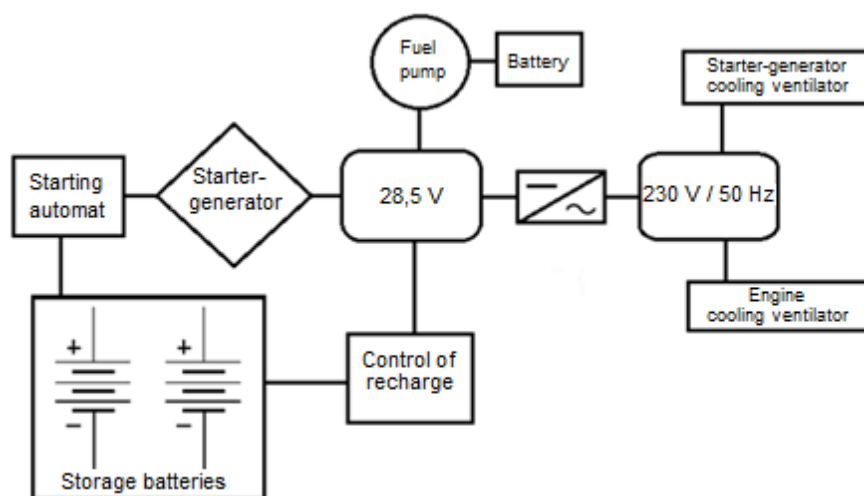 Fuel
pump
Battery
Starter-generator
cooling ventilator
Starting
automat
Starter-
generator
28,5 V
230 V / 50 Hz
Engine
cooling ventilator
+
+
Control of
recharge
−
−
Storage batteries